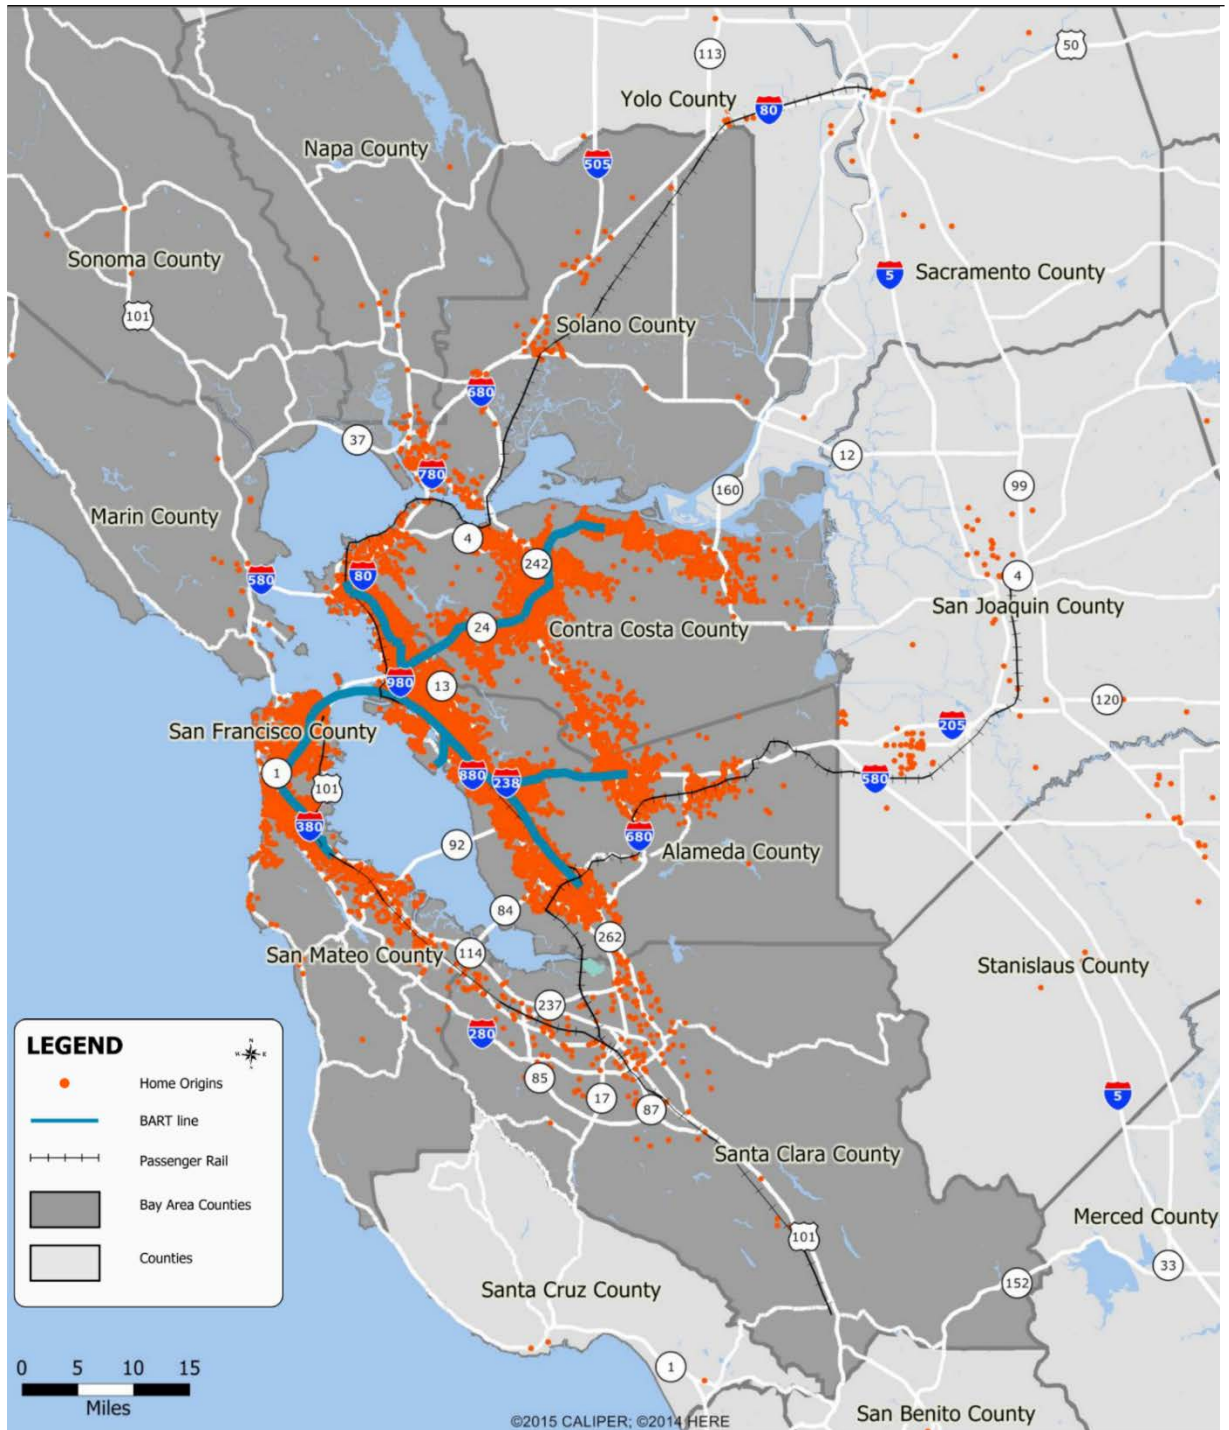 113
50
Yolo County
80
Napa County
505
Sonoma County
5
Sacramento County
101
Solano County
680
37
12
780
99
160
Marin County
4
242
80
4
580
San Joaquin County
24
Contra Costa County
980
13
120
San Francisco County
205
1
880
238
580
101
380
680
92
Alameda County
84
262
114
San Mateo County
Stanislaus County
237
280
85
17
87
5
Santa Clara County
Merced County
101
33
152
Santa Cruz County
1
San Benito County
LEGEND
N
W
E
S
Home Origins
BART line
Passenger Rail
Bay Area Counties
Counties
0 5 10 15
Miles
©2015 CALIPER; ©2014 HERE